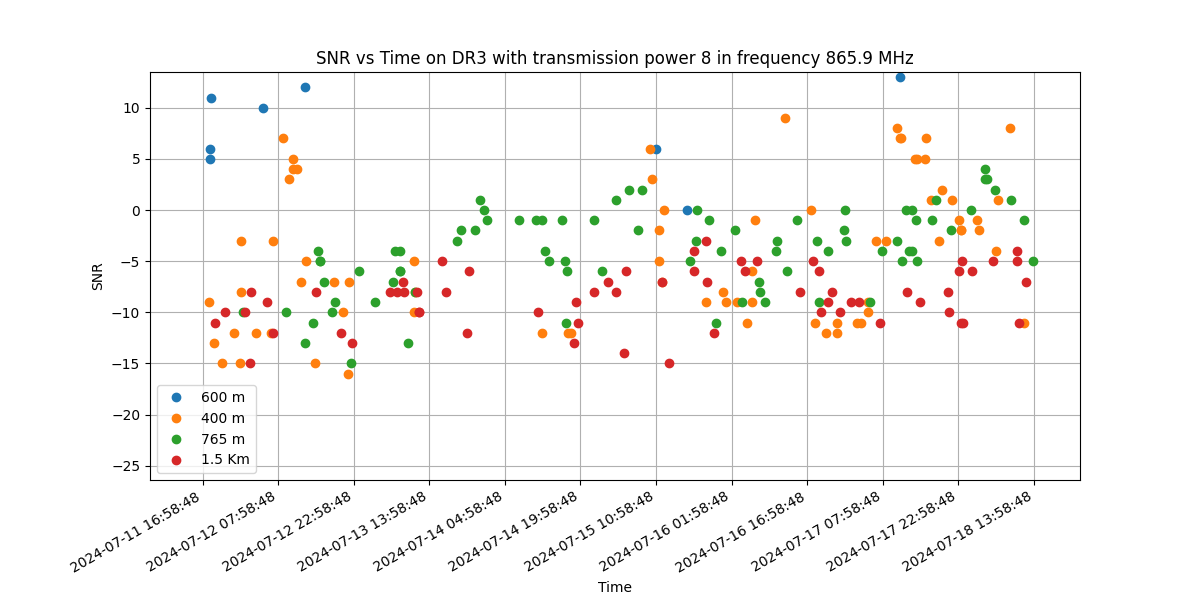 SNR vs Time on DR3 with transmission power 8 in frequency 865.9 MHz
10
5
0
−5
−10
−15
−20
−25
SNR
600 m
400 m
765 m
1.5 Km
2024-07-11 16:58:48
2024-07-12 07:58:48
2024-07-12 22:58:48
2024-07-13 13:58:48
2024-07-14 04:58:48
2024-07-14 19:58:48
2024-07-15 10:58:48
2024-07-16 01:58:48
2024-07-16 16:58:48
2024-07-17 07:58:48
2024-07-17 22:58:48
2024-07-18 13:58:48
Time